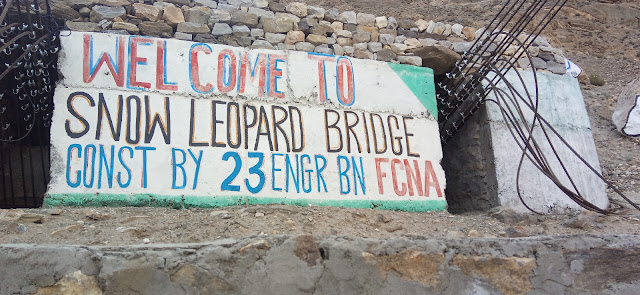 WELCOME TO
SNOW LEOPARD BRIDGE
CONST BY 23 ENGR BN FCNA